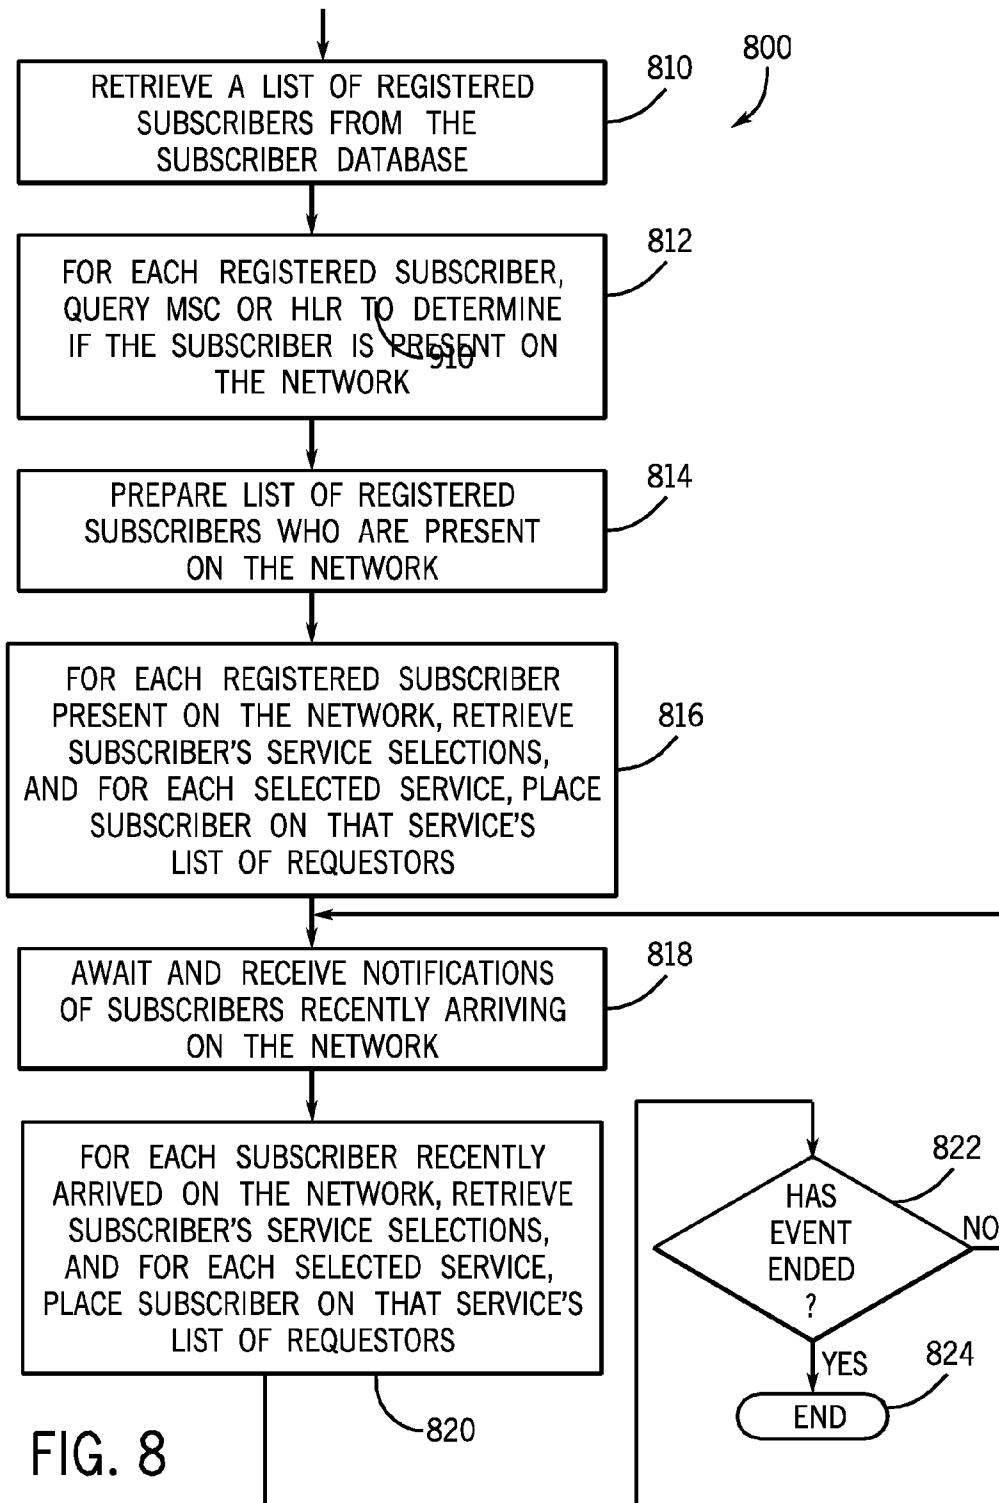 800
RETRIEVE A LIST OF REGISTERED
SUBSCRIBERS FROM THE
SUBSCRIBER DATABASE
810
FOR EACH REGISTERED SUBSCRIBER,
QUERY MSC OR HLR TO DETERMINE
IF THE SUBSCRIBER IS PRESENT ON
THE NETWORK
910
812
PREPARE LIST OF REGISTERED
SUBSCRIBERS WHO ARE PRESENT
ON THE NETWORK
814
FOR EACH REGISTERED SUBSCRIBER
PRESENT ON THE NETWORK, RETRIEVE
SUBSCRIBER'S SERVICE SELECTIONS,
AND FOR EACH SELECTED SERVICE, PLACE
SUBSCRIBER ON THAT SERVICE'S
LIST OF REQUESTORS
816
AWAIT AND RECEIVE NOTIFICATIONS
OF SUBSCRIBERS RECENTLY ARRIVING
ON THE NETWORK
818
FOR EACH SUBSCRIBER RECENTLY
ARRIVED ON THE NETWORK, RETRIEVE
SUBSCRIBER'S SERVICE SELECTIONS,
AND FOR EACH SELECTED SERVICE,
PLACE SUBSCRIBER ON THAT SERVICE'S
LIST OF REQUESTORS
820
HAS
EVENT
ENDED
?
822
NO
YES
END
824
FIG. 8